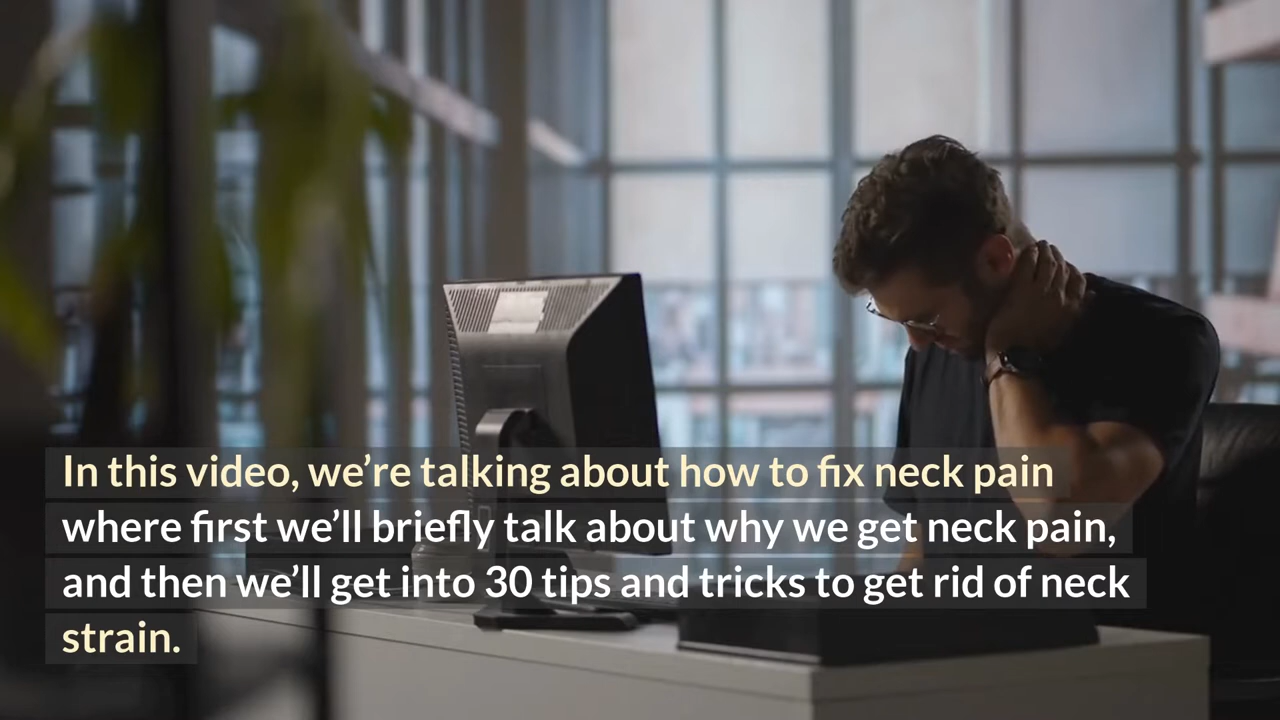 In this video, we’re talking about how to fix neck pain
where first we’ll briefly talk about why we get neck pain,
and then we’ll get into 30 tips and tricks to get rid of neck
strain.